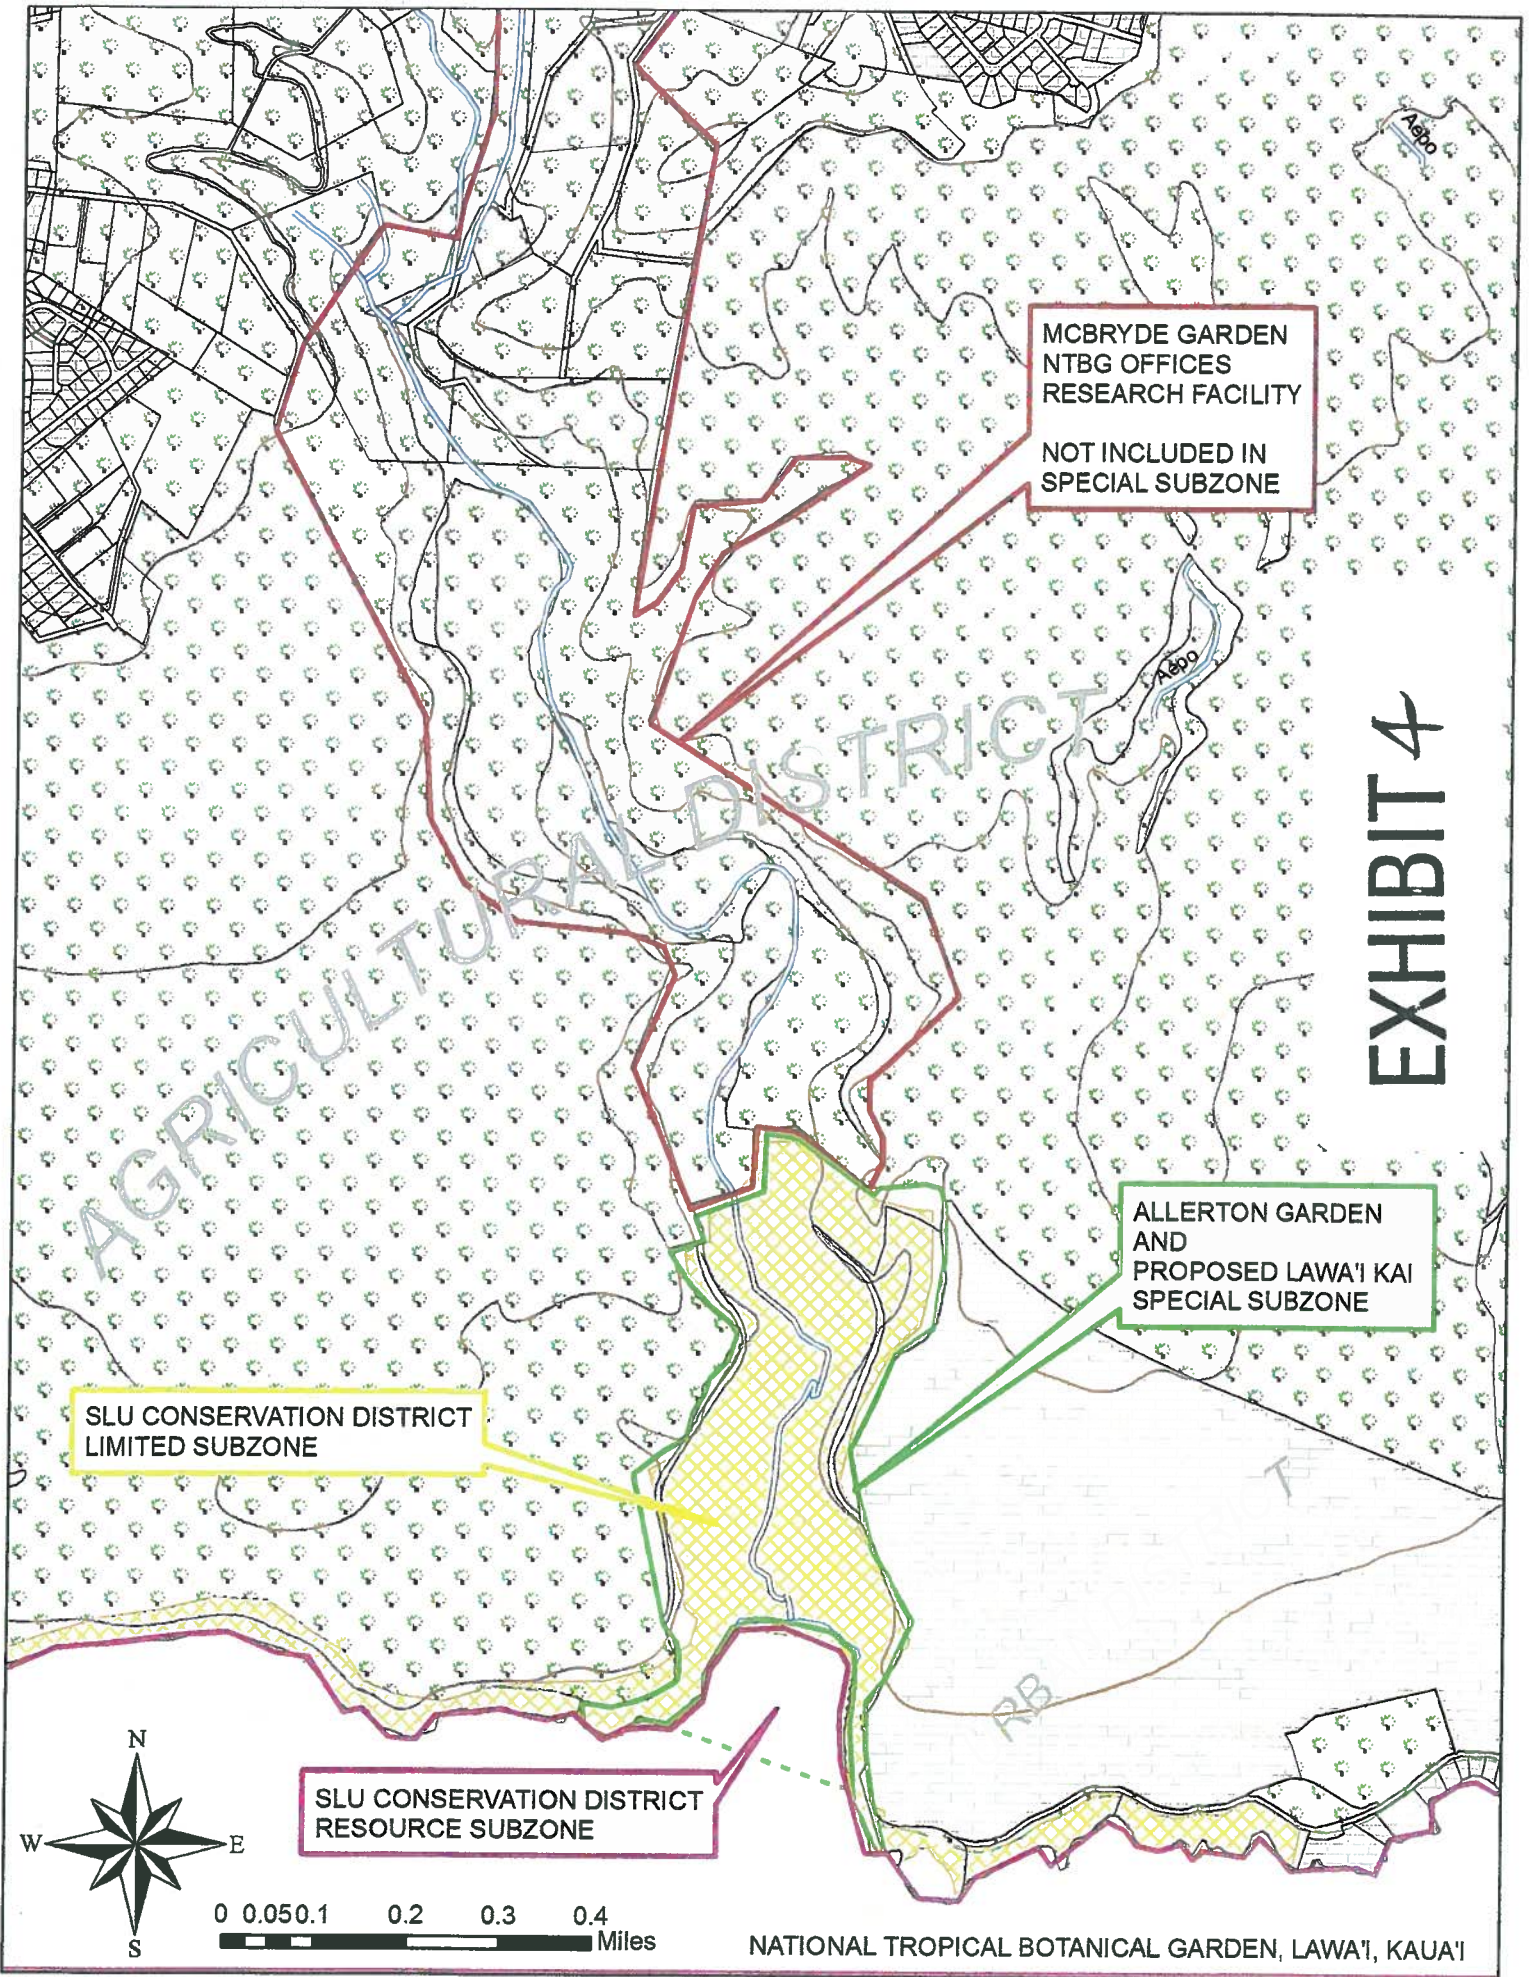 Aepo
MCBRYDE GARDEN
NTBG OFFICES
RESEARCH FACILITY
NOT INCLUDED IN
SPECIAL SUBZONE
Aepo
AGRICULTURAL DISTRICT
EXHIBIT 4
ALLERTON GARDEN
AND
PROPOSED LAWA'I KAI
SPECIAL SUBZONE
SLU CONSERVATION DISTRICT
LIMITED SUBZONE
T
RB
SLU CONSERVATION DISTRICT
RESOURCE SUBZONE
N
W E
S
0 0.05 0.1 0.2 0.3 0.4
Miles
NATIONAL TROPICAL BOTANICAL GARDEN, LAWA'I, KAUA'I